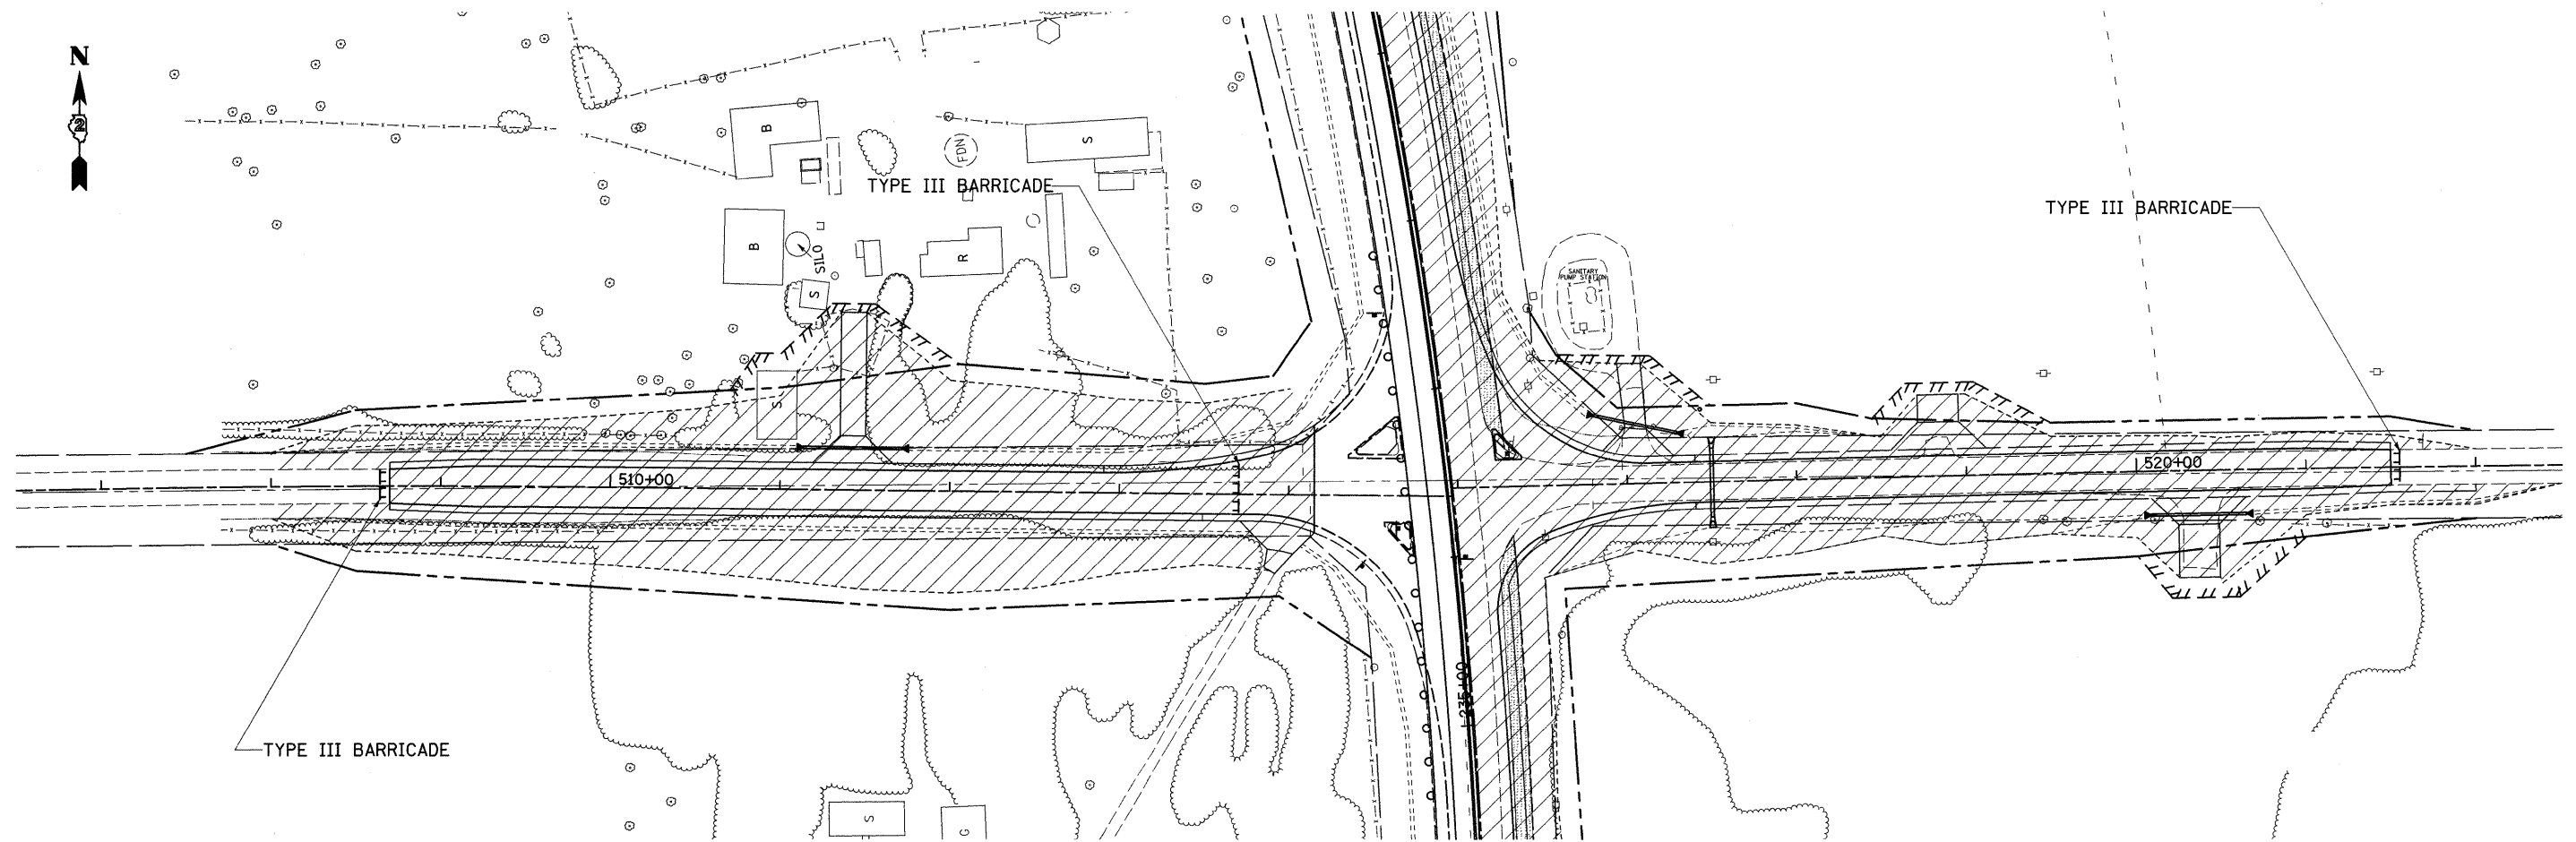 N
2
B
S
FDN
TYPE III BARRICADE
TYPE III BARRICADE
B
SILO
R
SANITARY
PUMP STATION
S
S
510+00
520+00
235+00
TYPE III BARRICADE
S
G